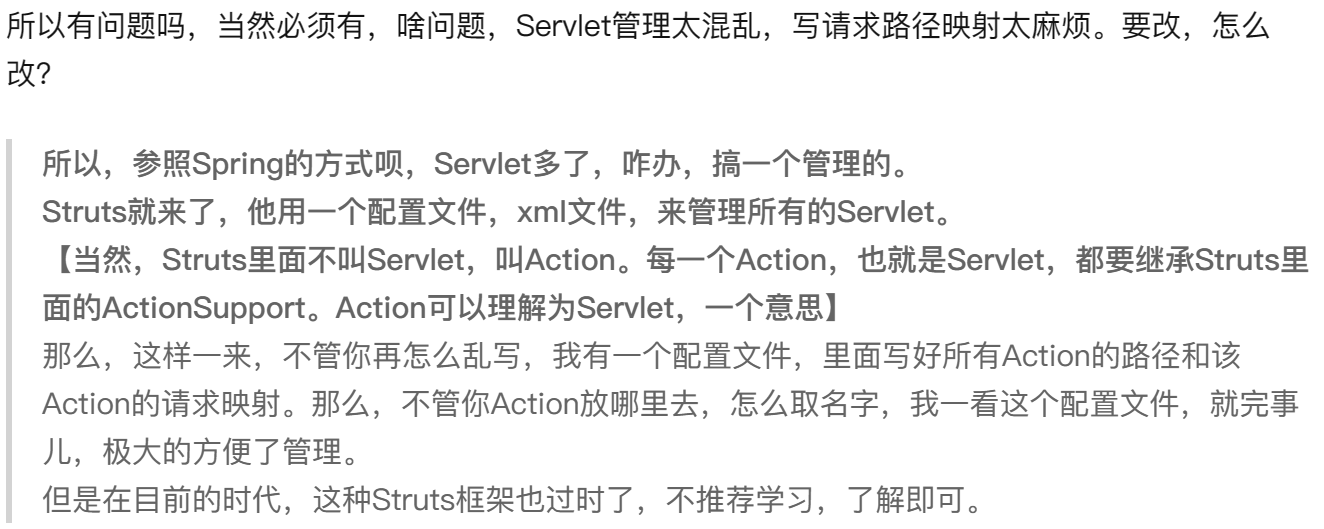 所以有问题吗，当然必须有，啥问题，Servlet管理太混乱，写请求路径映射太麻烦。要改，怎么
改？
所以，参照Spring的方式呗，Servlet多了，咋办，搞一个管理的。
Struts就来了，他用一个配置文件，xml文件，来管理所有的Servlet。
【当然，Struts里面不叫Servlet，叫Action。每一个Action，也就是Servlet，都要继承Struts里
面的ActionSupport。Action可以理解为Servlet，一个意思】
那么，这样一来，不管你再怎么乱写，我有一个配置文件，里面写好所有Action的路径和该
Action的请求映射。那么，不管你Action放哪里去，怎么取名字，我一看这个配置文件，就完事
儿，极大的方便了管理。
但是在目前的时代，这种Struts框架也过时了，不推荐学习，了解即可。